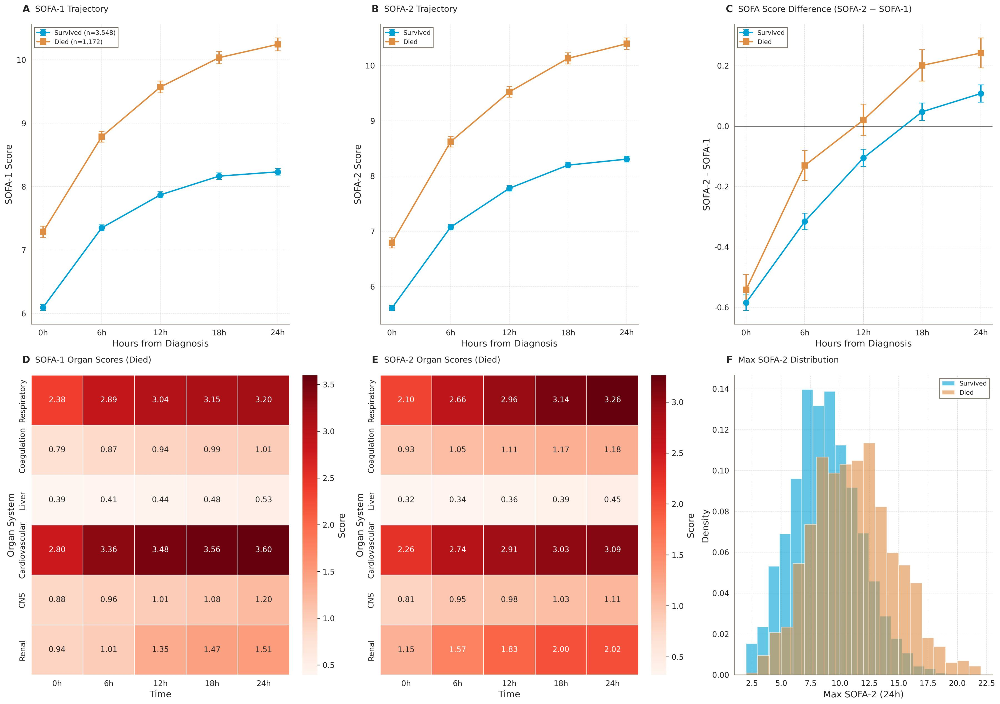 A SOFA-1 Trajectory
Survived (n=3,548)
Died (n=1,172)
SOFA-1 Score
10
9
8
7
6
0h 6h 12h 18h 24h
Hours from Diagnosis
B SOFA-2 Trajectory
Survived
Died
SOFA-2 Score
10
9
8
7
6
0h 6h 12h 18h 24h
Hours from Diagnosis
C SOFA Score Difference (SOFA-2 − SOFA-1)
Survived
Died
SOFA-2 - SOFA-1
0.2
0.0
-0.2
-0.4
-0.6
0h 6h 12h 18h 24h
Hours from Diagnosis
D SOFA-1 Organ Scores (Died)
Organ System
Respiratory 2.38 2.89 3.04 3.15 3.20
Coagulation 0.79 0.87 0.94 0.99 1.01
Liver 0.39 0.41 0.44 0.48 0.53
Cardiovascular 2.80 3.36 3.48 3.56 3.60
CNS 0.88 0.96 1.01 1.08 1.20
Renal 0.94 1.01 1.35 1.47 1.51
0h 6h 12h 18h 24h
Time
3.5
3.0
2.5
2.0
1.5
1.0
0.5
Score
E SOFA-2 Organ Scores (Died)
Organ System
Respiratory 2.10 2.66 2.96 3.14 3.26
Coagulation 0.93 1.05 1.11 1.17 1.18
Liver 0.32 0.34 0.36 0.39 0.45
Cardiovascular 2.26 2.74 2.91 3.03 3.09
CNS 0.81 0.95 0.98 1.03 1.11
Renal 1.15 1.57 1.83 2.00 2.02
0h 6h 12h 18h 24h
Time
3.0
2.5
2.0
1.5
1.0
0.5
Score
F Max SOFA-2 Distribution
Survived
Died
Density
0.14
0.12
0.10
0.08
0.06
0.04
0.02
0.00
2.5 5.0 7.5 10.0 12.5 15.0 17.5 20.0 22.5
Max SOFA-2 (24h)